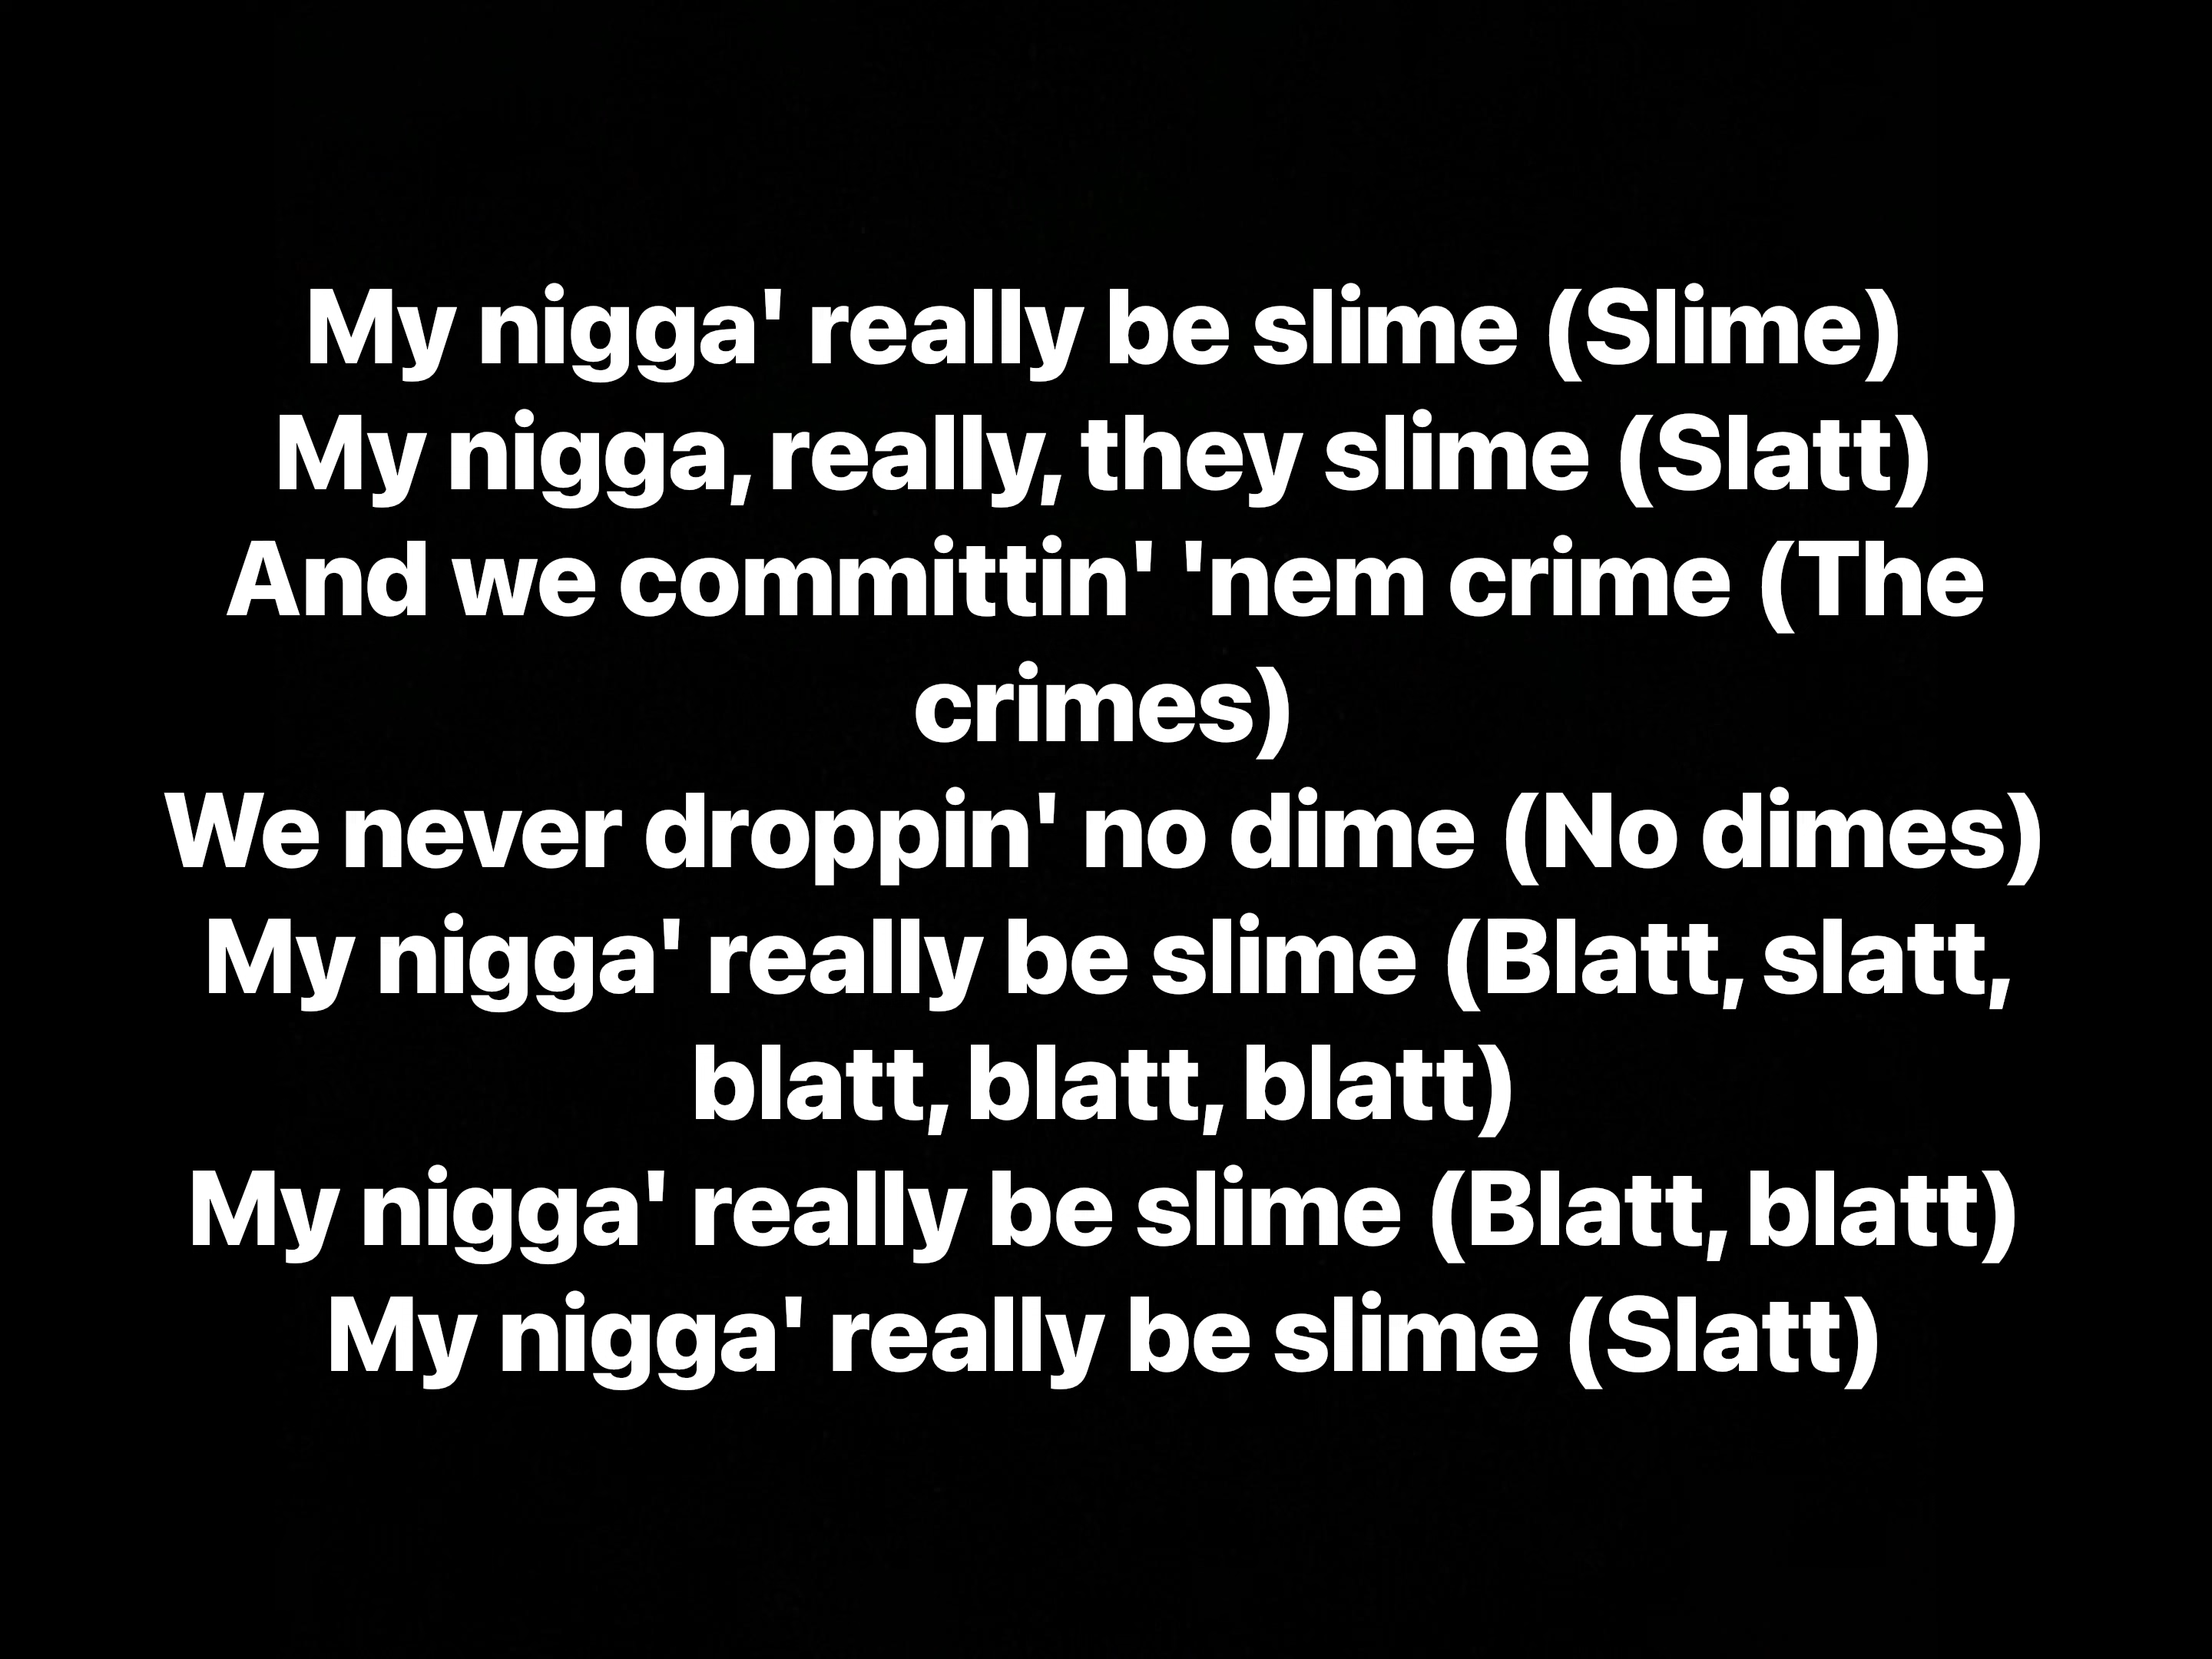 My nigga' really be slime (Slime)
My nigga, really, they slime (Slatt)
And we committin' 'nem crime (The
crimes)
We never droppin' no dime (No dimes)
My nigga' really be slime (Blatt, slatt,
blatt, blatt, blatt)
My nigga' really be slime (Blatt, blatt)
My nigga' really be slime (Slatt)